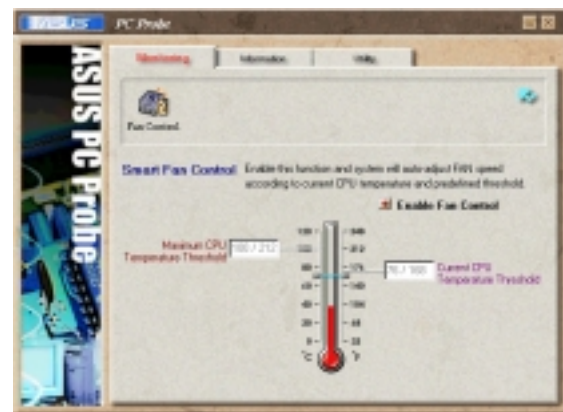 ASUS PC Probe
Monitoring Information Utility
ASUS PC Probe
Fan Control
Smart Fan Control Enable this function and system will auto-adjust FAN speed
according to current CPU temperature and predefined threshold.
Enable Fan Control
Maximum CPU
Temperature Threshold
100 / 212
Current CPU
Temperature Threshold
°C °F